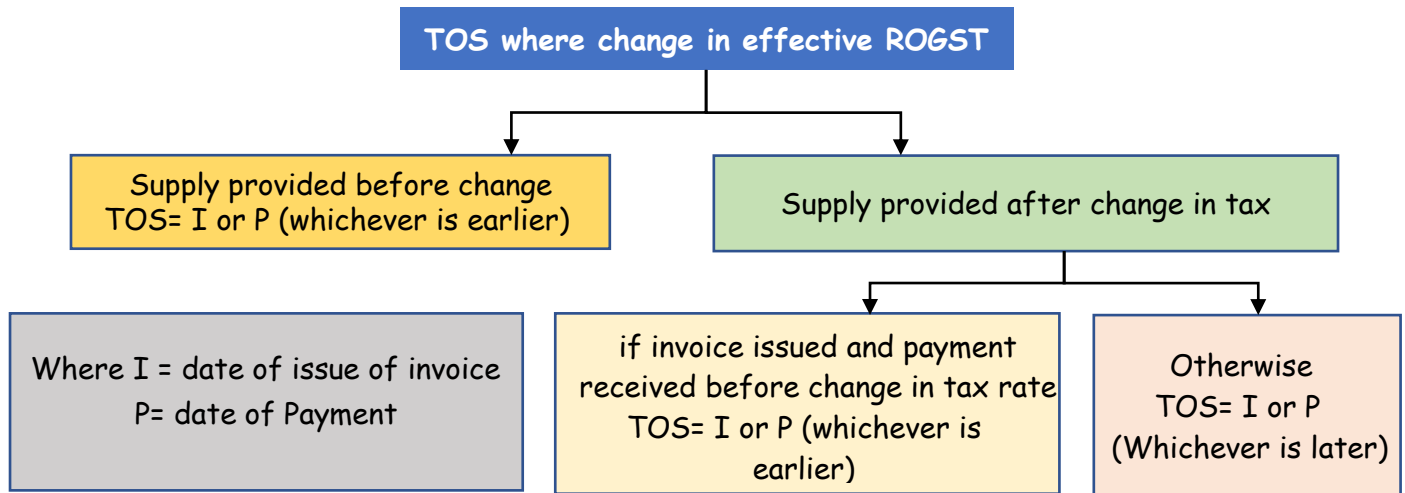 TOS where change in effective ROGST
Supply provided before change
TOS= I or P (whichever is earlier)
Supply provided after change in tax
Where I = date of issue of invoice
P= date of Payment
if invoice issued and payment
received before change in tax rate
TOS= I or P (whichever is
earlier)
Otherwise
TOS= I or P
(Whichever is later)